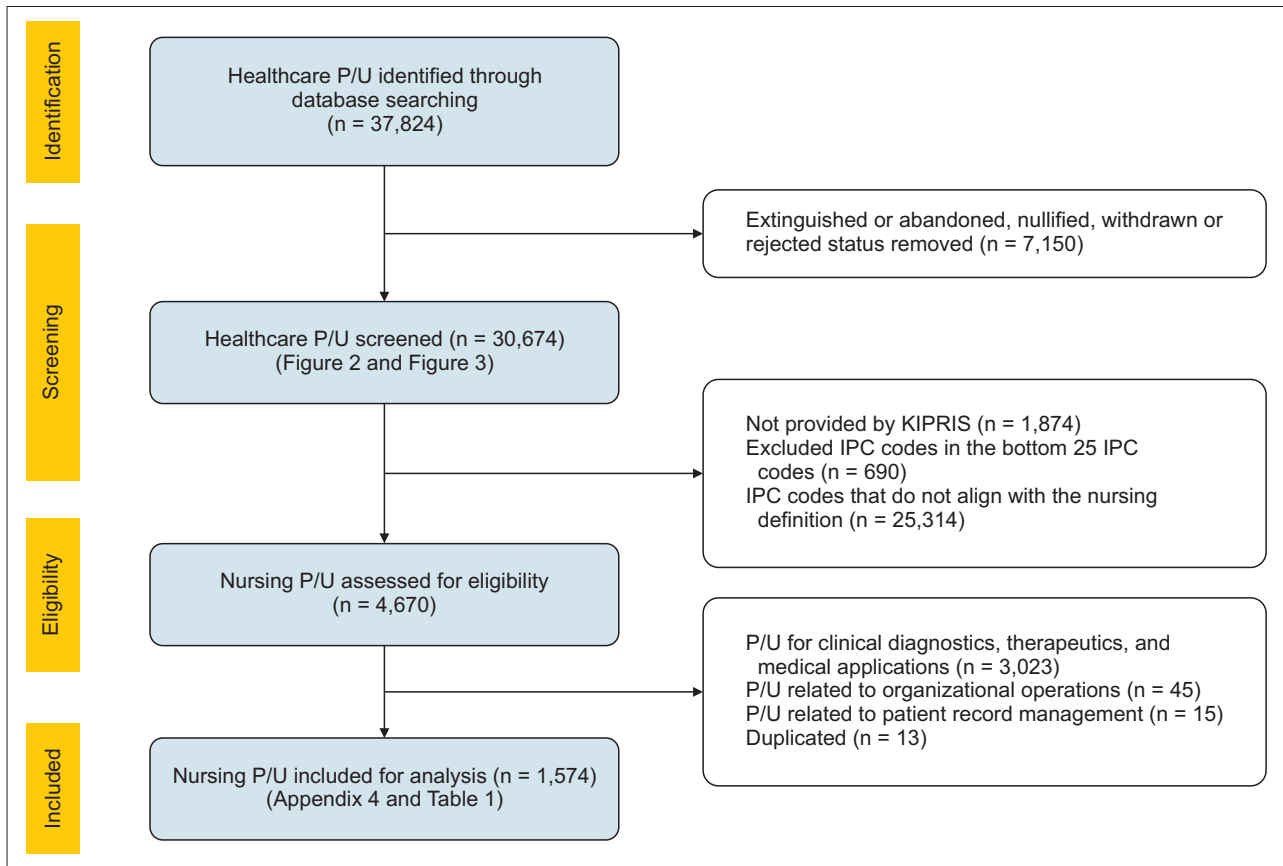 Identification
Healthcare P/U identified through
database searching
(n = 37,824)
Extinguished or abandoned, nullified, withdrawn or
rejected status removed (n = 7,150)
Screening
Healthcare P/U screened (n = 30,674)
(Figure 2 and Figure 3)
Not provided by KIPRIS (n = 1,874)
Excluded IPC codes in the bottom 25 IPC
codes (n = 690)
IPC codes that do not align with the nursing
definition (n = 25,314)
Eligibility
Nursing P/U assessed for eligibility
(n = 4,670)
P/U for clinical diagnostics, therapeutics, and
medical applications (n = 3,023)
P/U related to organizational operations (n = 45)
P/U related to patient record management (n = 15)
Duplicated (n = 13)
Included
Nursing P/U included for analysis (n = 1,574)
(Appendix 4 and Table 1)